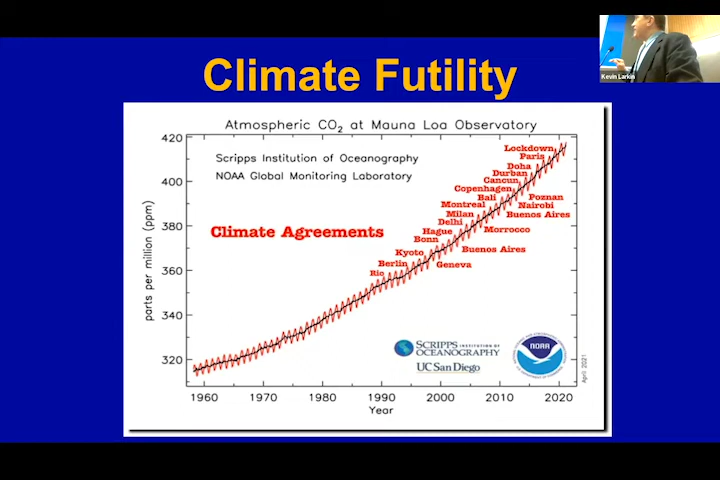 Climate Futility
Kevin Larkin
Atmospheric CO2 at Mauna Loa Observatory
Scripps Institution of Oceanography
NOAA Global Monitoring Laboratory
Climate Agreements
Lockdown
Paris
Doha
Durban
Cancun
Copenhagen
Bali
Poznan
Montreal
Nairobi
Milan
Buenos Aires
Delhi
Hague
Morrocco
Bonn
Kyoto
Buenos Aires
Berlin
Geneva
Rio
parts per million (ppm)
420
400
380
360
340
320
1960 1970 1980 1990 2000 2010 2020
Year
SCRIPPS INSTITUTION OF
OCEANOGRAPHY
UC San Diego
NOAA
April 2021